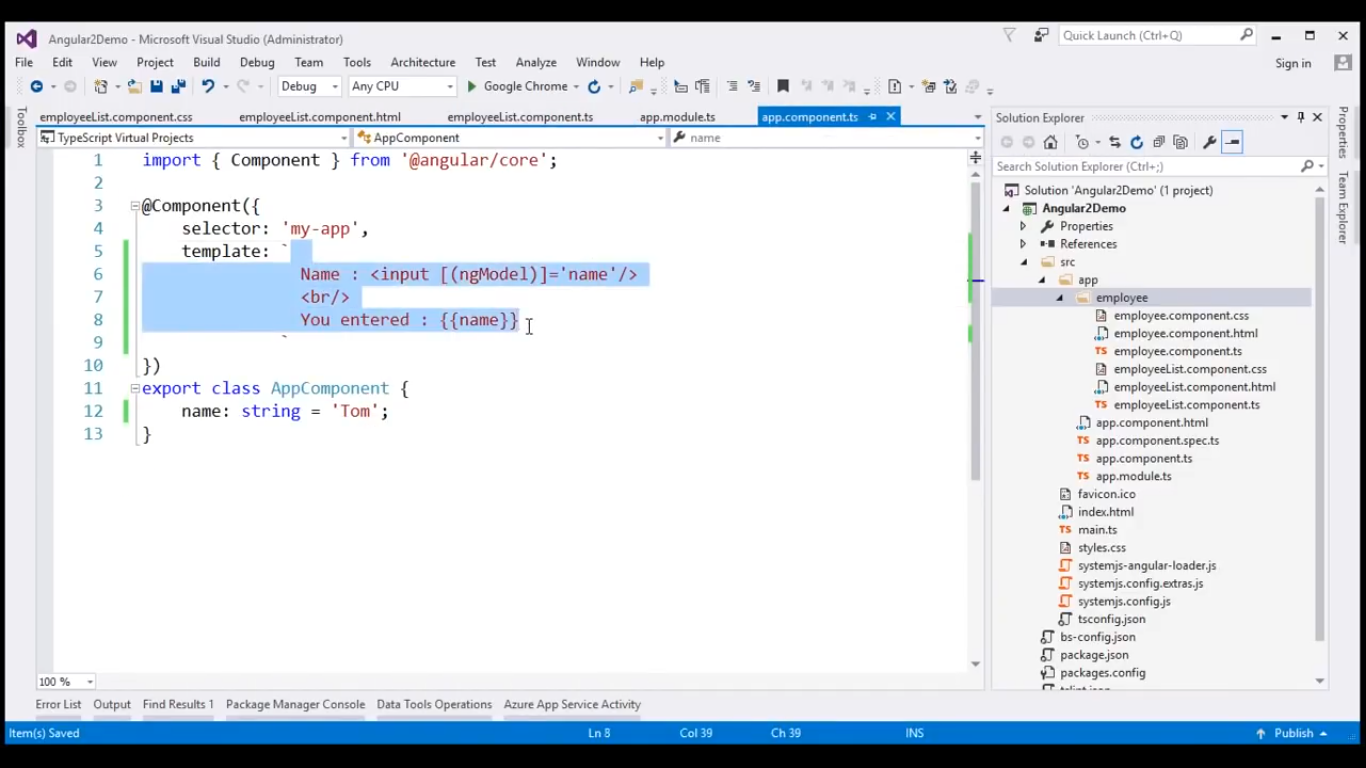 Angular2Demo - Microsoft Visual Studio (Administrator)
Quick Launch (Ctrl+Q)
File Edit View Project Build Debug Team Tools Architecture Test Analyze Window Help
Sign in
Debug Any CPU Google Chrome
Toolbox
employeeList.component.css employeeList.component.html employeeList.component.ts app.module.ts app.component.ts
TypeScript Virtual Projects AppComponent name
1 import { Component } from '@angular/core';
2
3 @Component({
4 selector: 'my-app',
5 template: `
6 Name : <input [(ngModel)]='name'/>
7 <br/>
8 You entered : {{name}}
9 `
10 })
11 export class AppComponent {
12 name: string = 'Tom';
13 }
100 %
Solution Explorer
Search Solution Explorer (Ctrl+;)
Solution 'Angular2Demo' (1 project)
Angular2Demo
Properties
References
src
app
employee
employee.component.css
employee.component.html
employee.component.ts
employeeList.component.css
employeeList.component.html
employeeList.component.ts
app.component.html
app.component.spec.ts
app.component.ts
app.module.ts
favicon.ico
index.html
main.ts
styles.css
systemjs-angular-loader.js
systemjs.config.extras.js
systemjs.config.js
tsconfig.json
bs-config.json
package.json
packages.config
Properties
Team Explorer
Error List Output Find Results 1 Package Manager Console Data Tools Operations Azure App Service Activity
Item(s) Saved Ln 8 Col 39 Ch 39 INS Publish